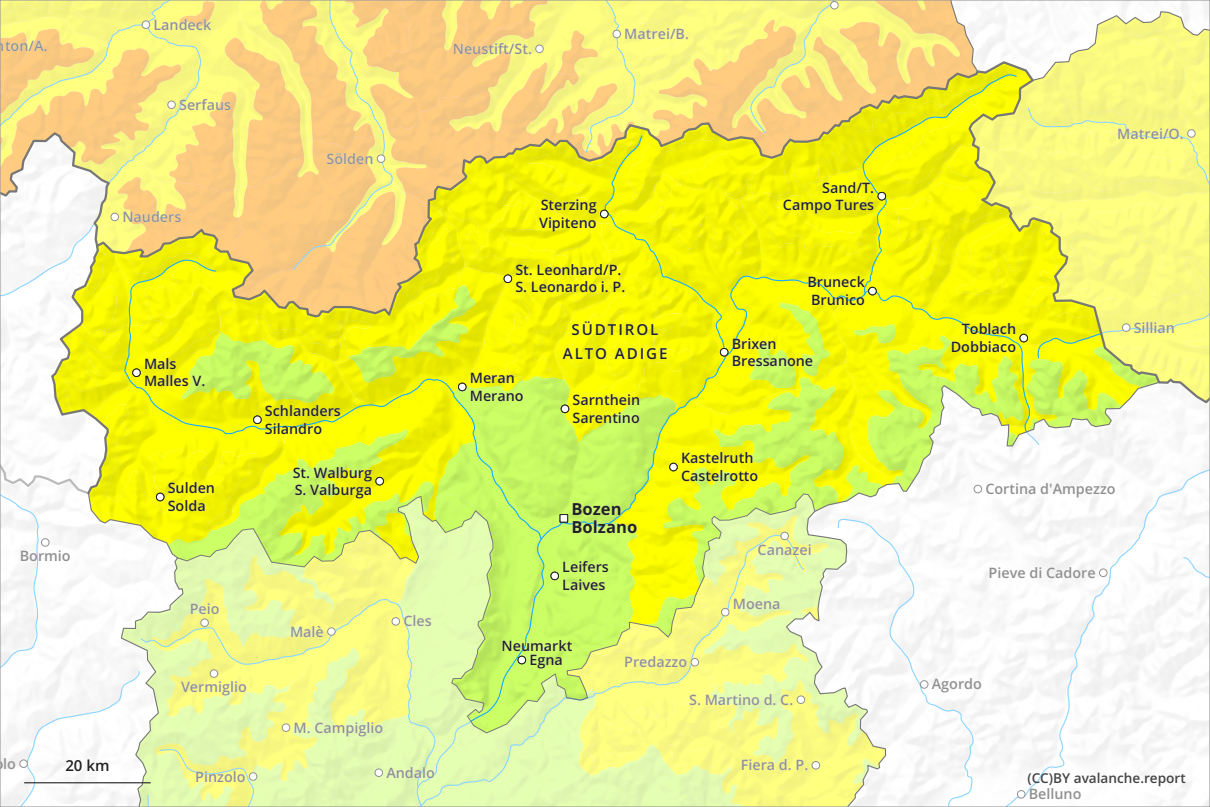 Landeck
Matrei/B.
nton/A.
Neustift/St.
Serfaus
Matrei/O.
Sölden
Sand/T.
Campo Tures
Sterzing
Vipiteno
Nauders
St. Leonhard/P.
S. Leonardo i. P.
Bruneck
Brunico
SÜDTIROL
ALTO ADIGE
Toblach
Dobbiaco
Sillian
Brixen
Bressanone
Mals
Malles V.
Meran
Merano
Sarnthein
Sarentino
Schlanders
Silandro
Kastelruth
Castelrotto
St. Walburg
S. Valburga
Sulden
Solda
Cortina d'Ampezzo
Bozen
Bolzano
Bormio
Canazei
Leifers
Laives
Pieve di Cadore
Peio
Moena
Cles
Malè
Neumarkt
Egna
Predazzo
Vermiglio
Agordo
S. Martino d. C.
M. Campiglio
olo
20 km
Fiera d. P.
Pinzolo
Andalo
(CC)BY avalanche.report
Belluno